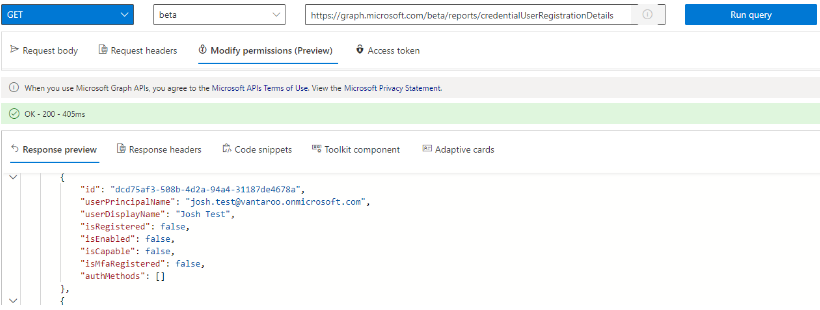 GET beta https://graph.microsoft.com/beta/reports/credentialUserRegistrationDetails Run query
Request body Request headers Modify permissions (Preview) Access token
When you use Microsoft Graph APIs, you agree to the Microsoft APIs Terms of Use. View the Microsoft Privacy Statement.
OK - 200 - 405ms
Response preview Response headers Code snippets Toolkit component Adaptive cards
{
"id": "dcd75af3-508b-4d2a-94a4-31187de4678a",
"userPrincipalName": "josh.test@vantaroo.onmicrosoft.com",
"userDisplayName": "Josh Test",
"isRegistered": false,
"isEnabled": false,
"isCapable": false,
"isMfaRegistered": false,
"authMethods": []
},
{